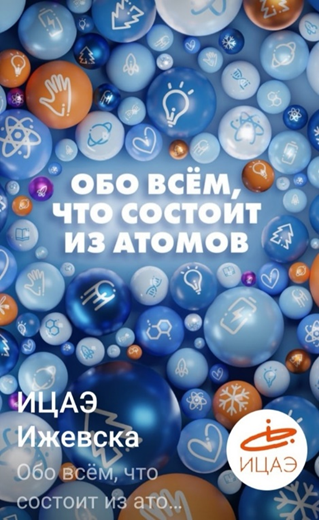 ОБО ВСЁМ,
ЧТО СОСТОИТ
ИЗ АТОМОВ
ИЦАЭ
Ижевска
ИЦАЭ
Обо всём, что
состоит из ато...